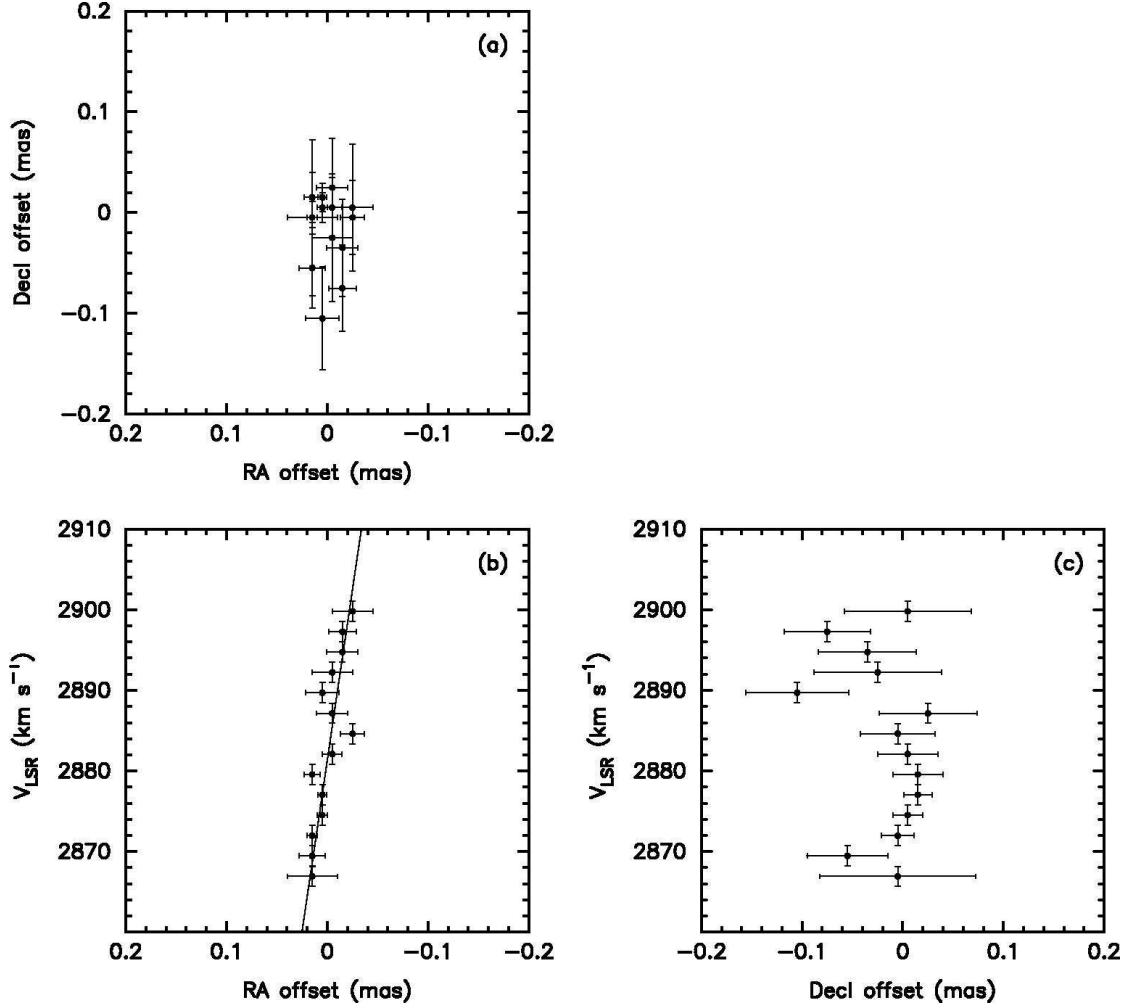 (a)
0.2
0.1
0
−0.1
−0.2
Decl offset (mas)
0.2 0.1 0 −0.1 −0.2
RA offset (mas)
(b)
2910
2900
2890
2880
2870
V_LSR (km s⁻¹)
0.2 0.1 0 −0.1 −0.2
RA offset (mas)
(c)
2910
2900
2890
2880
2870
V_LSR (km s⁻¹)
−0.2 −0.1 0 0.1 0.2
Decl offset (mas)